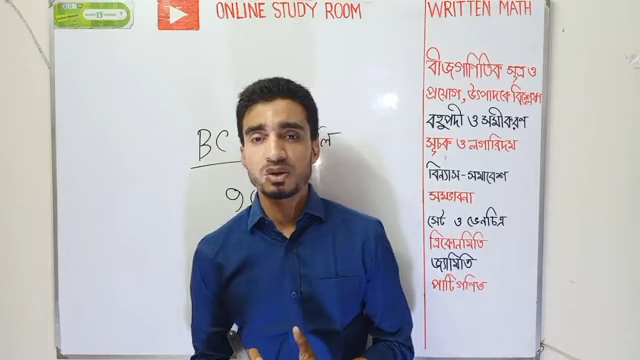 ONLINE STUDY ROOM
WRITTEN MATH
বীজগাণিতিক সূত্র ও
প্রয়োগ, উৎপাদকে বিশ্লেষণ
বহুপদী ও সমীকরণ
সূচক ও লগারিদম
বিন্যাস-সমাবেশ
সম্ভাবনা
সেট ও ভেনচিত্র
ত্রিকোনমিতি
জ্যামিতি
পাটিগণিত
BC